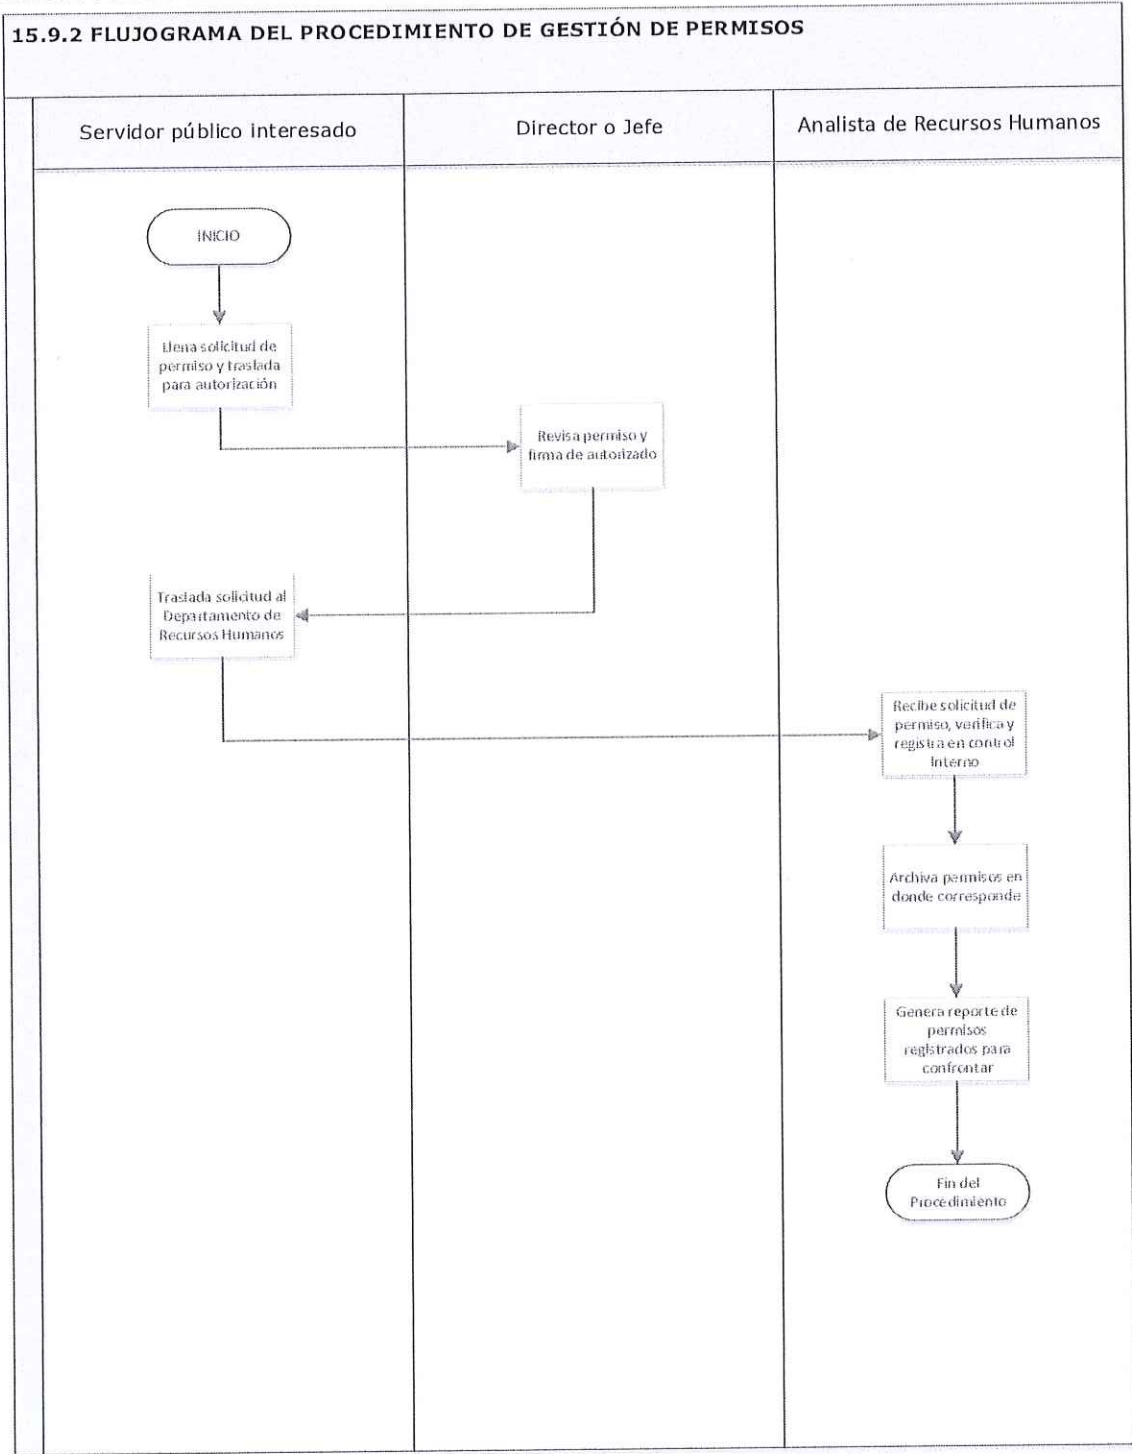 15.9.2 FLUJOGRAMA DEL PROCEDIMIENTO DE GESTIÓN DE PERMISOS
Servidor público interesado
Director o Jefe
Analista de Recursos Humanos
INICIO
Llena solicitud de
permiso y traslada
para autorización
Revisa permiso y
firma de autorizado
Traslada solicitud al
Departamento de
Recursos Humanos
Recibe solicitud de
permiso, verifica y
registra en control
Interno
Archiva permisos en
donde corresponde
Genera reporte de
permisos
registrados para
confrontar
Fin del
Procedimiento